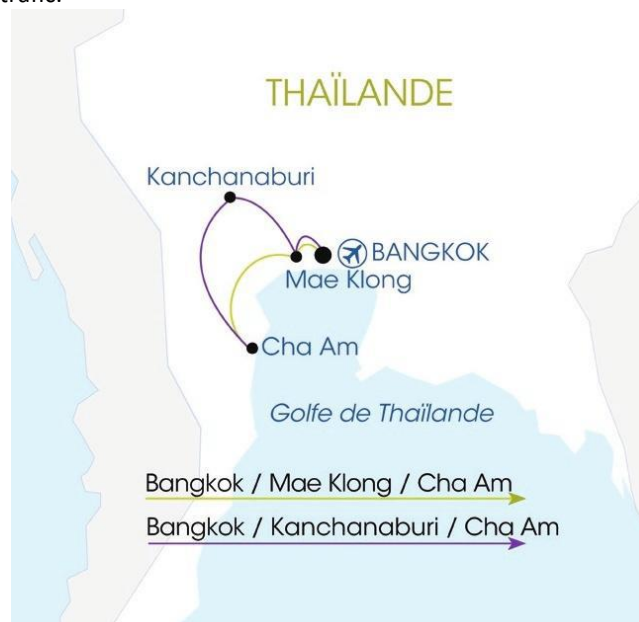 THAÏLANDE
Kanchanaburi
BANGKOK
Mae Klong
Cha Am
Golfe de Thaïlande
Bangkok / Mae Klong / Cha Am
Bangkok / Kanchanaburi / Cha Am